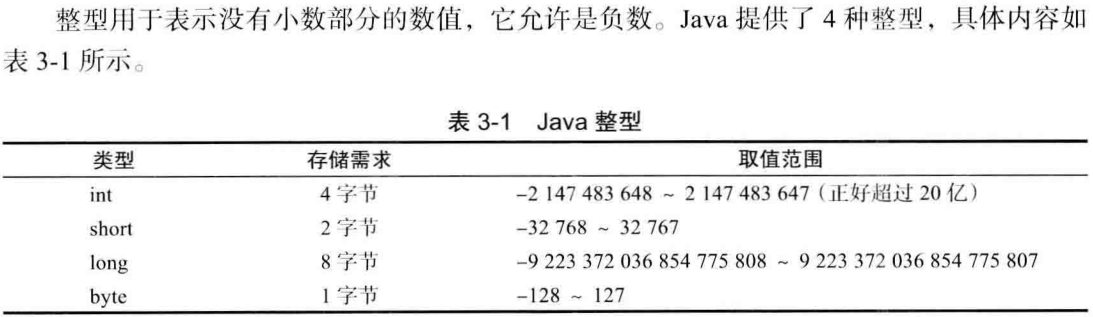 整型用于表示没有小数部分的数值，它允许是负数。Java 提供了 4 种整型，具体内容如
表 3-1 所示。
表 3-1 Java 整型
类型 存储需求 取值范围
int 4 字节 -2 147 483 648 ~ 2 147 483 647（正好超过 20 亿）
short 2 字节 -32 768 ~ 32 767
long 8 字节 -9 223 372 036 854 775 808 ~ 9 223 372 036 854 775 807
byte 1 字节 -128 ~ 127